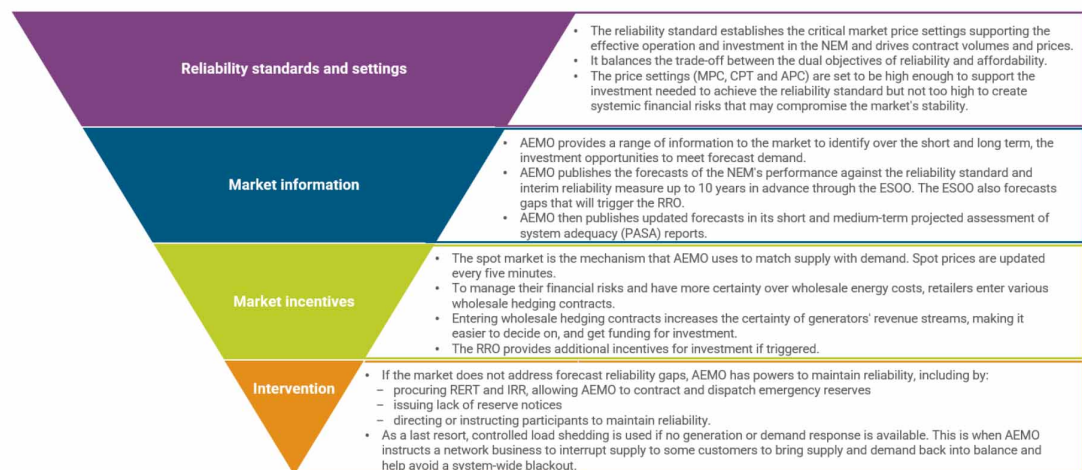 Reliability standards and settings
• The reliability standard establishes the critical market price settings supporting the
effective operation and investment in the NEM and drives contract volumes and prices.
• It balances the trade-off between the dual objectives of reliability and affordability.
• The price settings (MPC, CPT and APC) are set to be high enough to support the
investment needed to achieve the reliability standard but not too high to create
systemic financial risks that may compromise the market's stability.
Market information
• AEMO provides a range of information to the market to identify over the short and long term, the
investment opportunities to meet forecast demand.
• AEMO publishes the forecasts of the NEM's performance against the reliability standard and
interim reliability measure up to 10 years in advance through the ESOO. The ESOO also forecasts
gaps that will trigger the RRO.
• AEMO then publishes updated forecasts in its short and medium-term projected assessment of
system adequacy (PASA) reports.
Market incentives
• The spot market is the mechanism that AEMO uses to match supply with demand. Spot prices are updated
every five minutes.
• To manage their financial risks and have more certainty over wholesale energy costs, retailers enter various
wholesale hedging contracts.
• Entering wholesale hedging contracts increases the certainty of generators' revenue streams, making it
easier to decide on, and get funding for investment.
• The RRO provides additional incentives for investment if triggered.
Intervention
• If the market does not address forecast reliability gaps, AEMO has powers to maintain reliability, including by:
– procuring RERT and IRR, allowing AEMO to contract and dispatch emergency reserves
– issuing lack of reserve notices
– directing or instructing participants to maintain reliability.
• As a last resort, controlled load shedding is used if no generation or demand response is available. This is when AEMO
instructs a network business to interrupt supply to some customers to bring supply and demand back into balance and
help avoid a system-wide blackout.